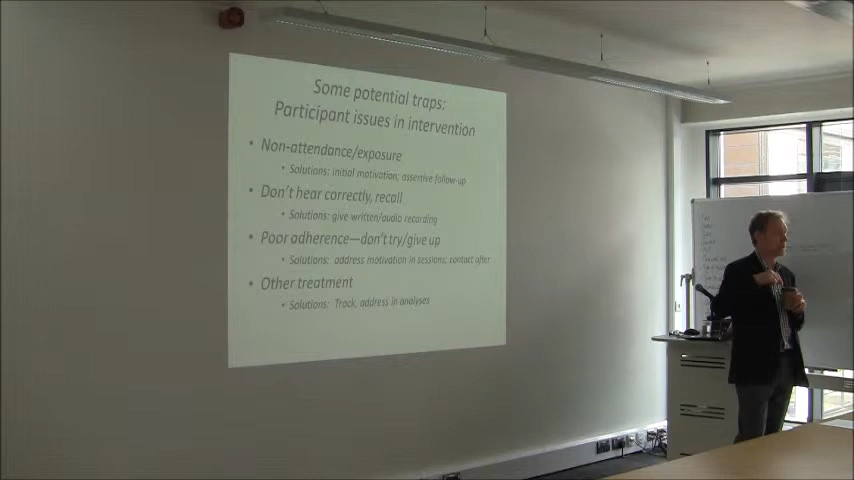 Some potential traps:
Participant issues in intervention
• Non-attendance/exposure
• Solutions: initial motivation; assertive follow-up
• Don't hear correctly, recall
• Solutions: give written/audio recording
• Poor adherence—don't try/give up
• Solutions: address motivation in sessions; contact after
• Other treatment
• Solutions: Track, address in analyses